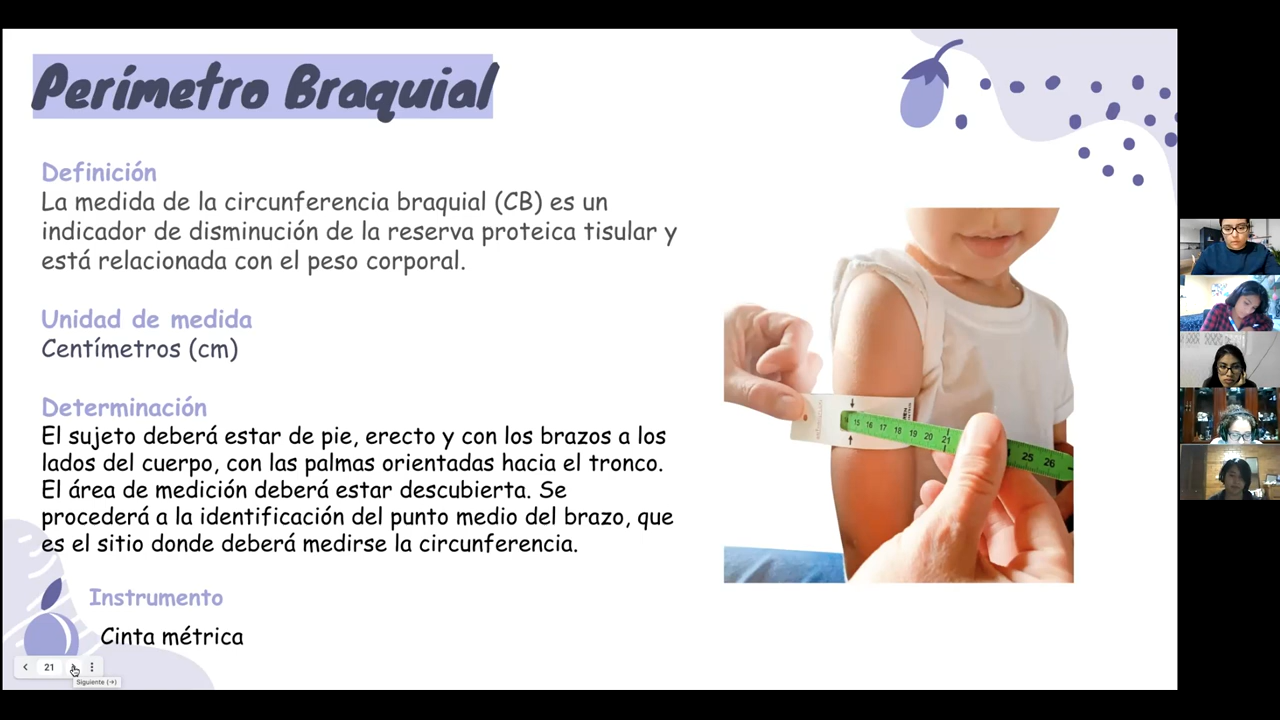 Perímetro Braquial
Definición
La medida de la circunferencia braquial (CB) es un
indicador de disminución de la reserva proteica tisular y
está relacionada con el peso corporal.
Unidad de medida
Centímetros (cm)
Determinación
El sujeto deberá estar de pie, erecto y con los brazos a los
lados del cuerpo, con las palmas orientadas hacia el tronco.
El área de medición deberá estar descubierta. Se
procederá a la identificación del punto medio del brazo, que
es el sitio donde deberá medirse la circunferencia.
Instrumento
Cinta métrica
21
Siguiente (→)
15 16 17 18 19 20 21 25 26